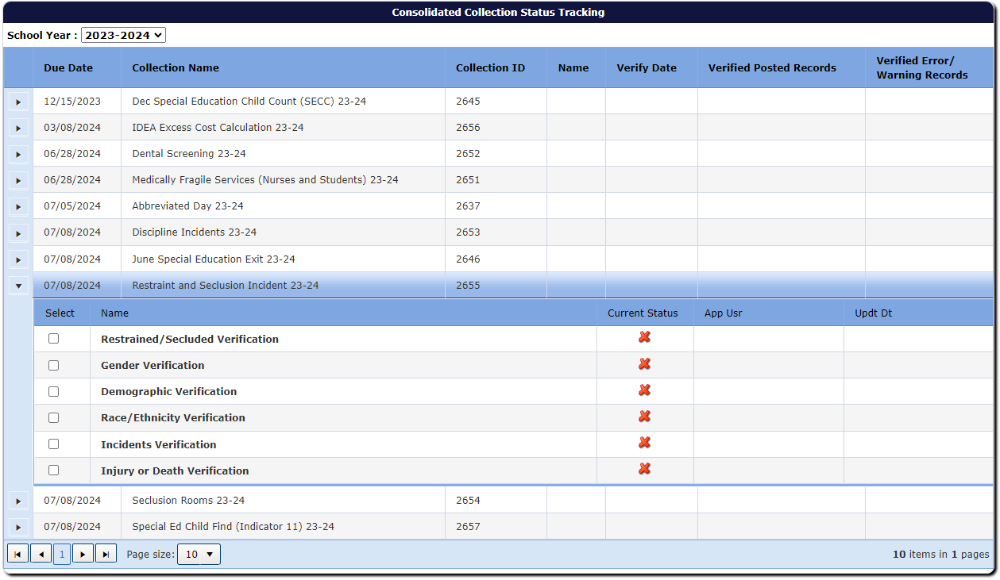 Consolidated Collection Status Tracking
School Year : 2023-2024
Due Date Collection Name Collection ID Name Verify Date Verified Posted Records Verified Error/
Warning Records
12/15/2023 Dec Special Education Child Count (SECC) 23-24 2645
03/08/2024 IDEA Excess Cost Calculation 23-24 2656
06/28/2024 Dental Screening 23-24 2652
06/28/2024 Medically Fragile Services (Nurses and Students) 23-24 2651
07/05/2024 Abbreviated Day 23-24 2637
07/08/2024 Discipline Incidents 23-24 2653
07/08/2024 June Special Education Exit 23-24 2646
07/08/2024 Restraint and Seclusion Incident 23-24 2655
Select Name Current Status App Usr Updt Dt
Restrained/Secluded Verification
Gender Verification
Demographic Verification
Race/Ethnicity Verification
Incidents Verification
Injury or Death Verification
07/08/2024 Seclusion Rooms 23-24 2654
07/08/2024 Special Ed Child Find (Indicator 11) 23-24 2657
1 Page size: 10 10 items in 1 pages